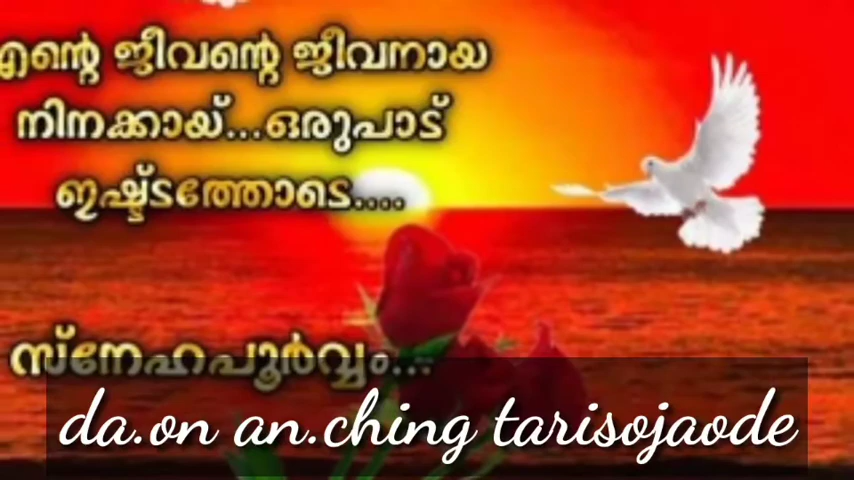 എന്റെ ജീവന്റെ ജീവനായ
നിനക്കായ്...ഒരുപാട്
ഇഷ്ട്ടത്തോടെ....
സ്നേഹപൂർവ്വം...
da.on an.ching tarisojaode